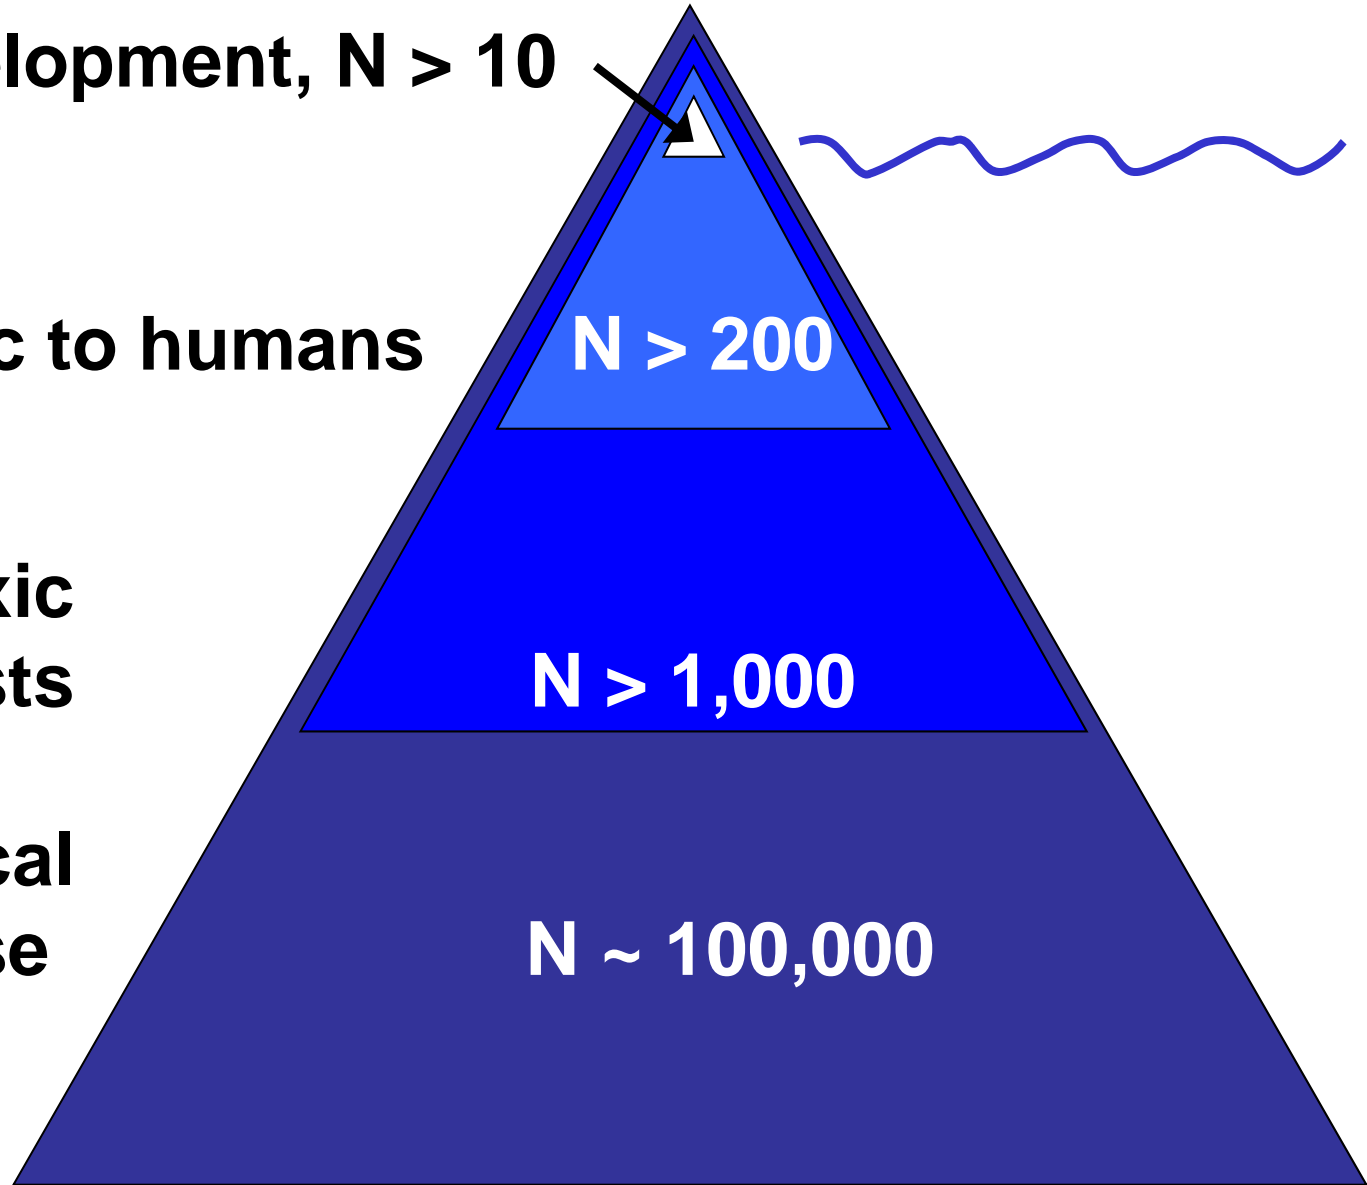 lopment, N > 10
c to humans
N > 200
xic
sts
N > 1,000
cal
se
N ~ 100,000